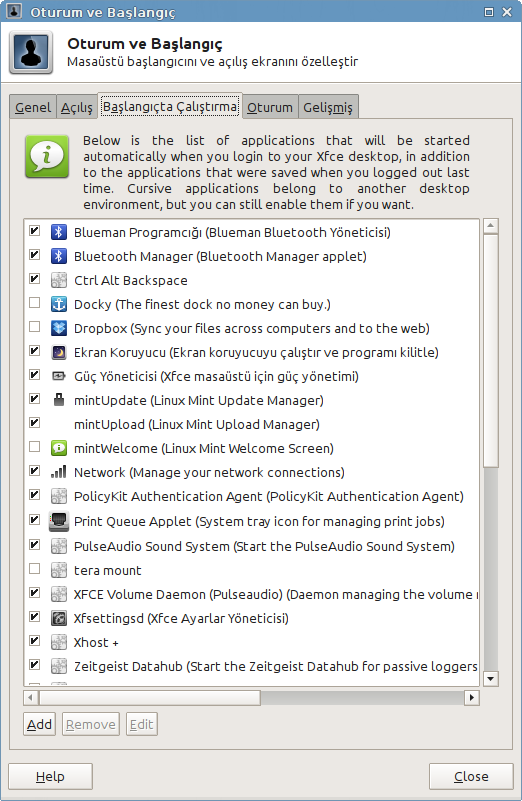 Oturum ve Başlangıç
Oturum ve Başlangıç
Masaüstü başlangıcını ve açılış ekranını özelleştir
Genel Açılış Başlangıçta Çalıştırma Oturum Gelişmiş
Below is the list of applications that will be started
automatically when you login to your Xfce desktop, in addition
to the applications that were saved when you logged out last
time. Cursive applications belong to another desktop
environment, but you can still enable them if you want.
Blueman Programcığı (Blueman Bluetooth Yöneticisi)
Bluetooth Manager (Bluetooth Manager applet)
Ctrl Alt Backspace
Docky (The finest dock no money can buy.)
Dropbox (Sync your files across computers and to the web)
Ekran Koruyucu (Ekran koruyucuyu çalıştır ve programı kilitle)
Güç Yöneticisi (Xfce masaüstü için güç yönetimi)
mintUpdate (Linux Mint Update Manager)
mintUpload (Linux Mint Upload Manager)
mintWelcome (Linux Mint Welcome Screen)
Network (Manage your network connections)
PolicyKit Authentication Agent (PolicyKit Authentication Agent)
Print Queue Applet (System tray icon for managing print jobs)
PulseAudio Sound System (Start the PulseAudio Sound System)
tera mount
XFCE Volume Daemon (Pulseaudio) (Daemon managing the volume
Xfsettingsd (Xfce Ayarlar Yöneticisi)
Xhost +
Zeitgeist Datahub (Start the Zeitgeist Datahub for passive loggers
Add Remove Edit
Help Close